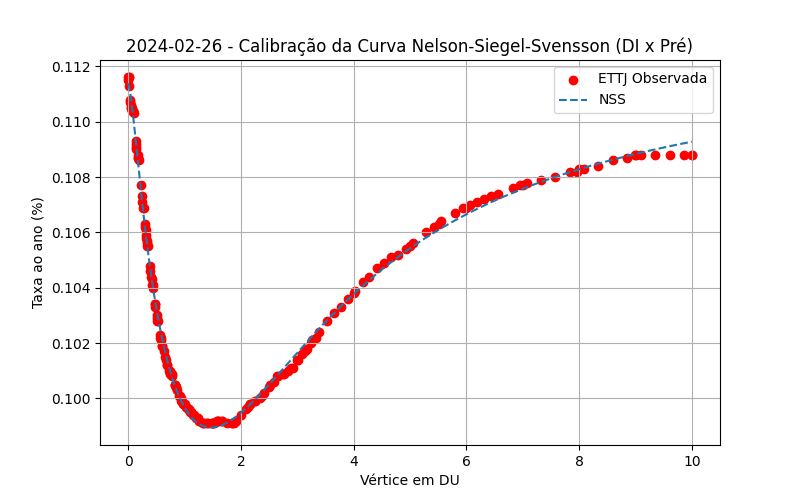 2024-02-26 - Calibração da Curva Nelson-Siegel-Svensson (DI x Pré)
ETTJ Observada
NSS
Taxa ao ano (%)
0.112
0.110
0.108
0.106
0.104
0.102
0.100
0 2 4 6 8 10
Vértice em DU